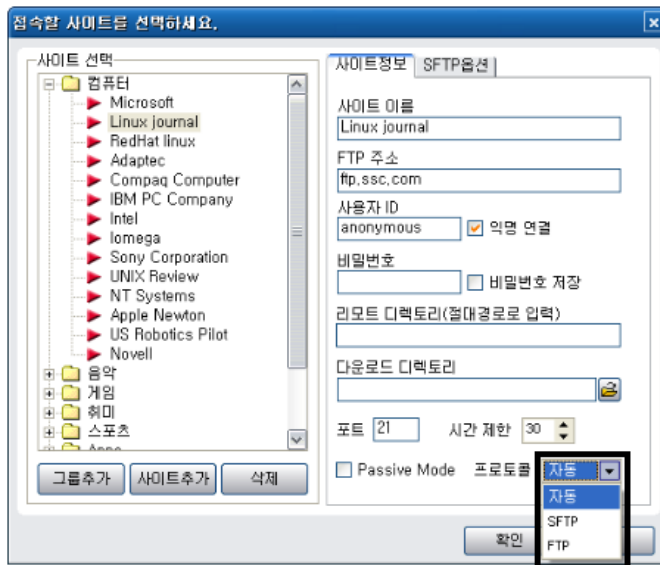 접속할 사이트를 선택하세요.
사이트 선택
컴퓨터
Microsoft
Linux journal
RedHat linux
Adaptec
Compaq Computer
IBM PC Company
Intel
Iomega
Sony Corporation
UNIX Review
NT Systems
Apple Newton
US Robotics Pilot
Novell
음악
게임
취미
스포츠
그룹추가 사이트추가 삭제
사이트정보 SFTP옵션
사이트 이름
Linux journal
FTP 주소
ftp.ssc.com
사용자 ID
anonymous 익명 연결
비밀번호
비밀번호 저장
리모트 디렉토리(절대경로로 입력)
다운로드 디렉토리
포트 21 시간 제한 30
Passive Mode 프로토콜 자동
자동
SFTP
FTP
확인